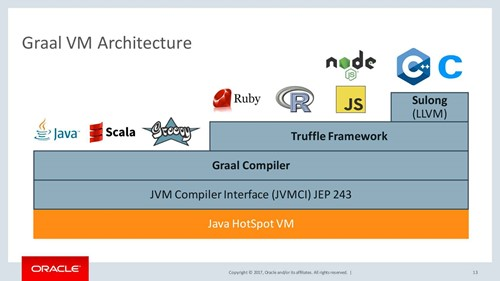 Graal VM Architecture
node
JS
C++
C
Ruby
R
JS
Sulong
(LLVM)
Java
Scala
Groovy
Truffle Framework
Graal Compiler
JVM Compiler Interface (JVMCI) JEP 243
Java HotSpot VM
ORACLE
Copyright © 2017, Oracle and/or its affiliates. All rights reserved. |
13